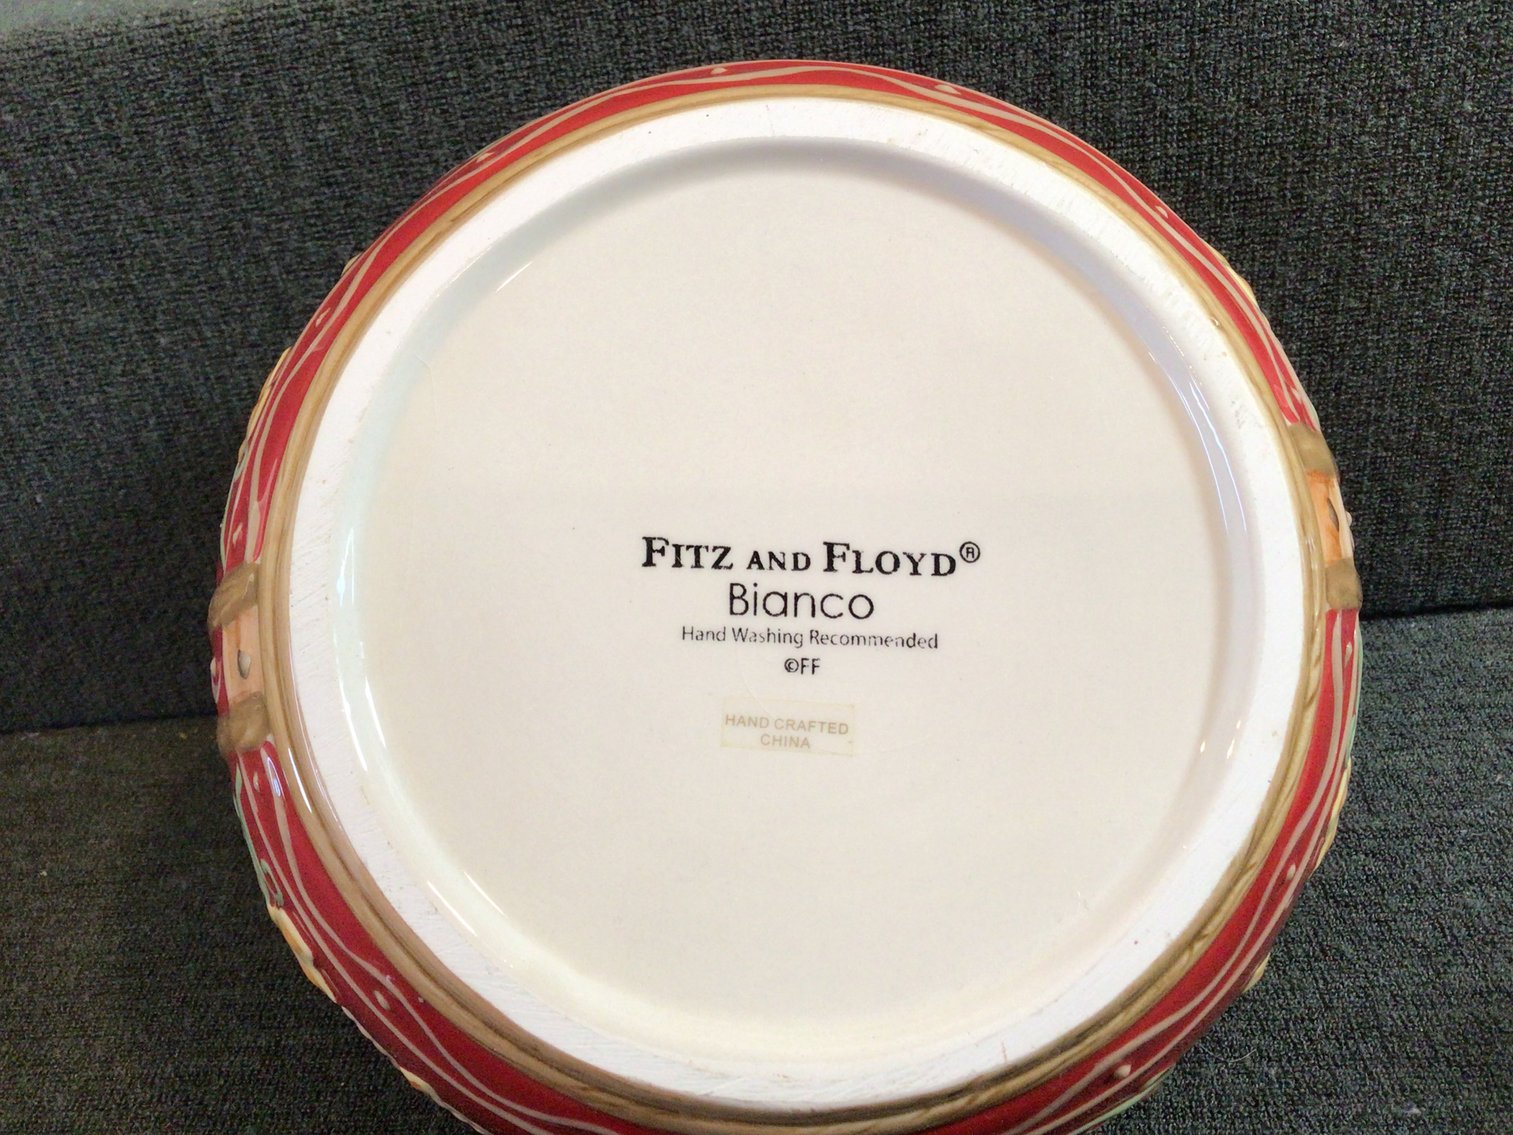 FITZ AND FLOYD®
Bianco
Hand Washing Recommended
©FF
HAND CRAFTED
CHINA